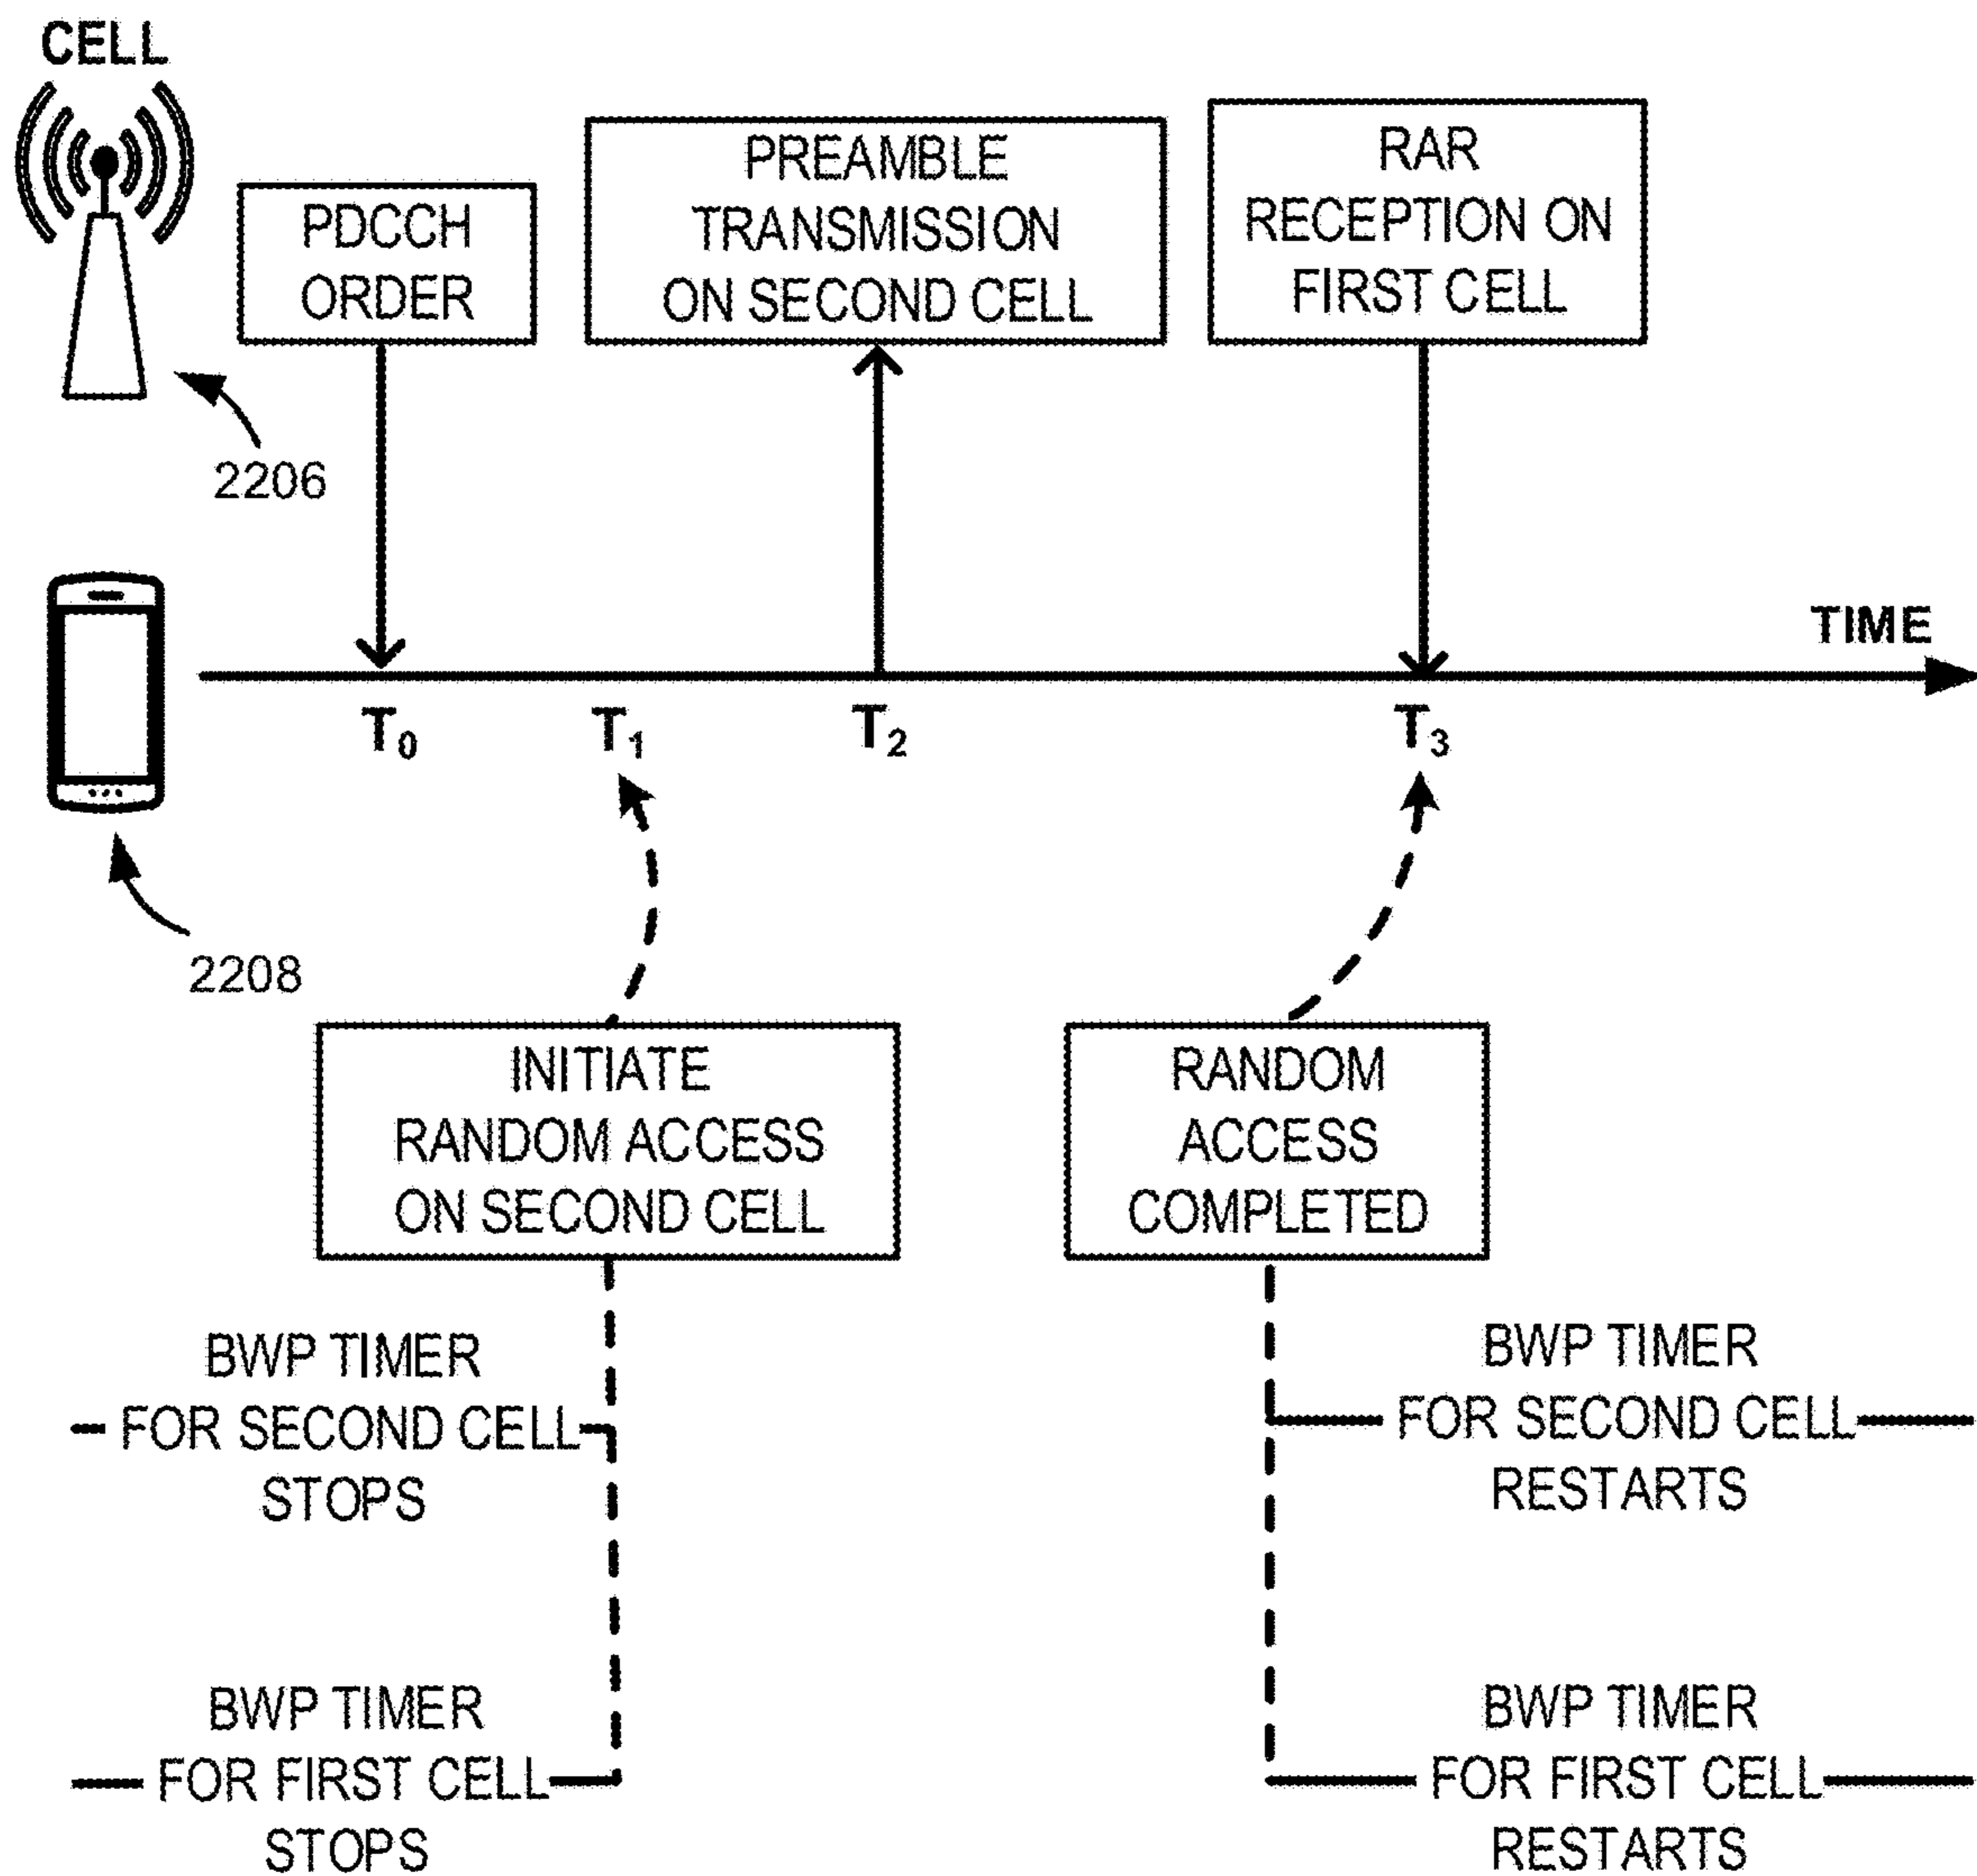 CELL
PDCCH
ORDER
PREAMBLE
TRANSMISSION
ON SECOND CELL
RAR
RECEPTION ON
FIRST CELL
2206
TIME
T0
T1
T2
T3
2208
INITIATE
RANDOM ACCESS
ON SECOND CELL
RANDOM
ACCESS
COMPLETED
BWP TIMER
FOR SECOND CELL
STOPS
BWP TIMER
FOR SECOND CELL
RESTARTS
BWP TIMER
FOR FIRST CELL
STOPS
BWP TIMER
FOR FIRST CELL
RESTARTS